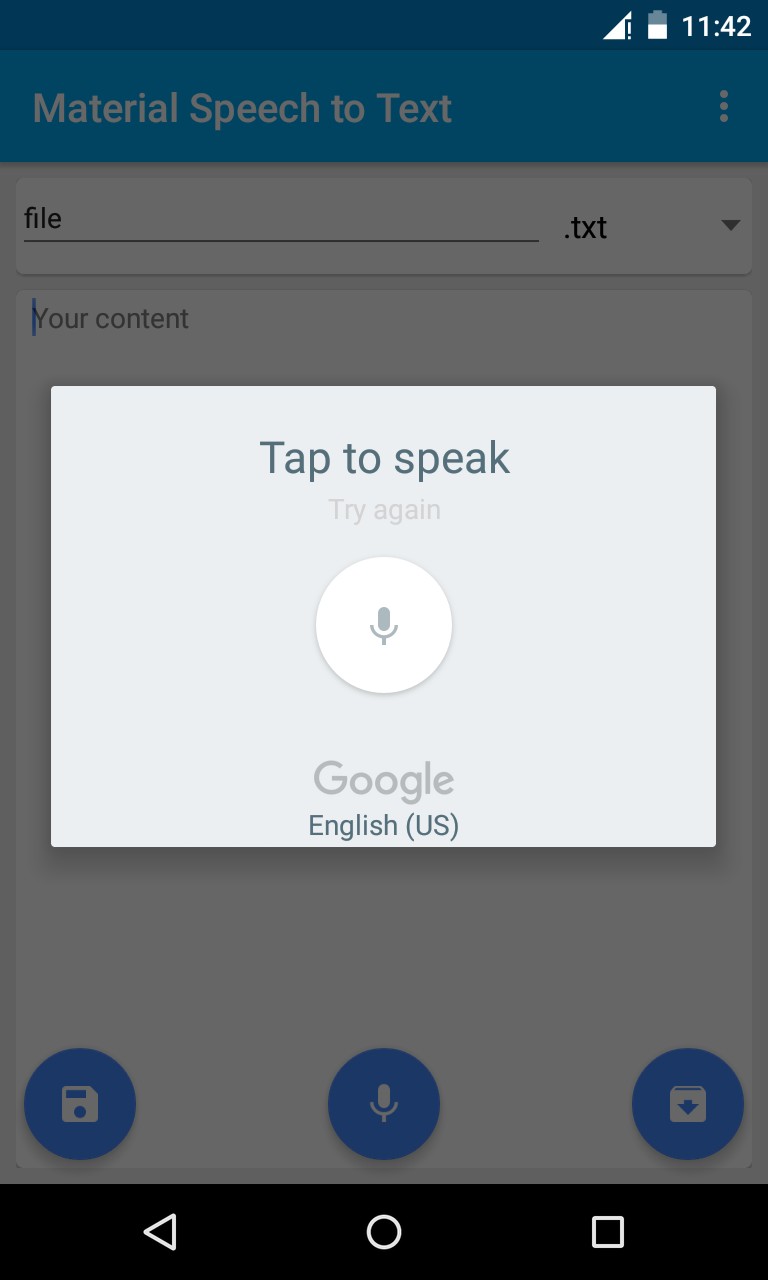 11:42
Material Speech to Text
file
.txt
Your content
Tap to speak
Try again
Google
English (US)